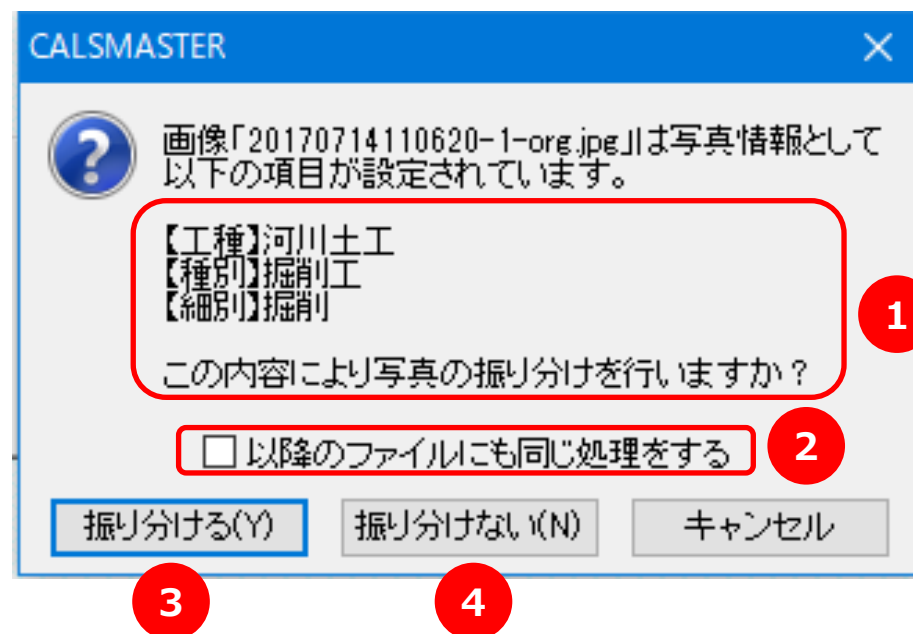 CALSMASTER
画像「20170714110620-1-org.jpg」は写真情報として
以下の項目が設定されています。
【工種】河川土工
【種別】掘削工
【細別】掘削
1
この内容により写真の振り分けを行いますか？
以降のファイルにも同じ処理をする
2
振り分ける(Y)
振り分けない(N)
キャンセル
3
4